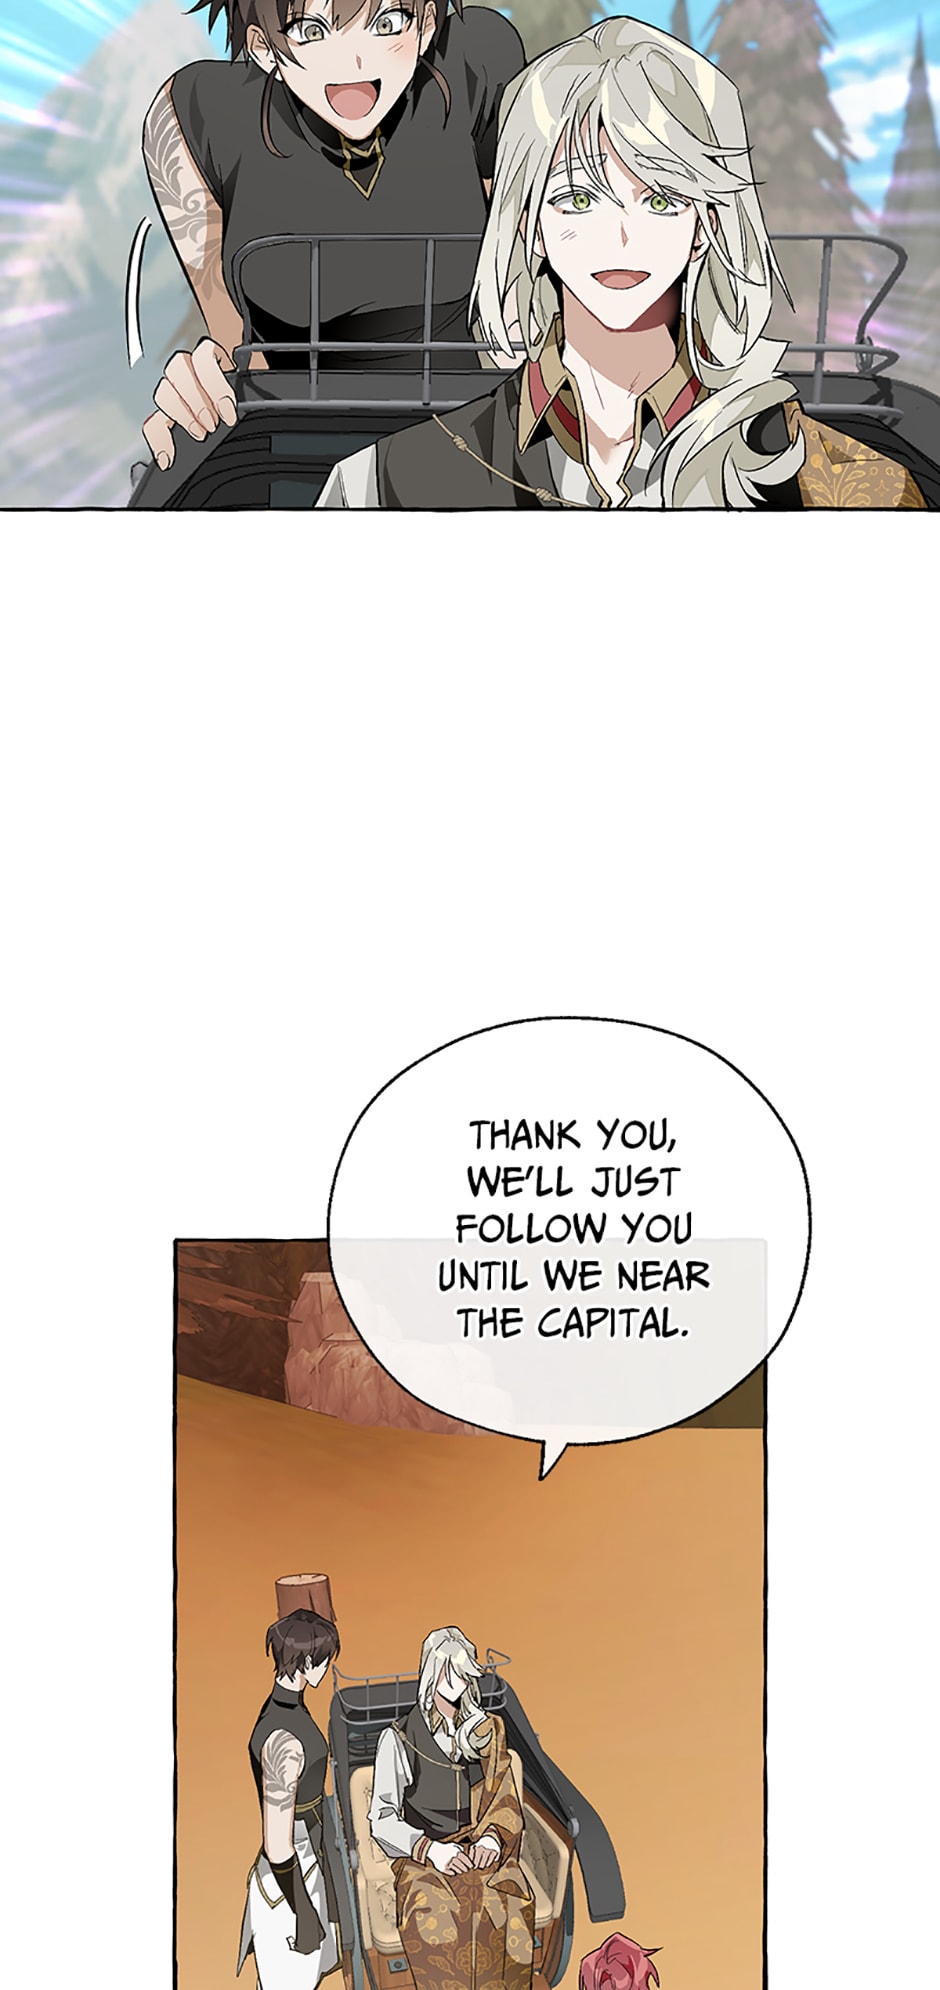 THANK YOU,
WE'LL JUST
FOLLOW YOU
UNTIL WE NEAR
THE CAPITAL.